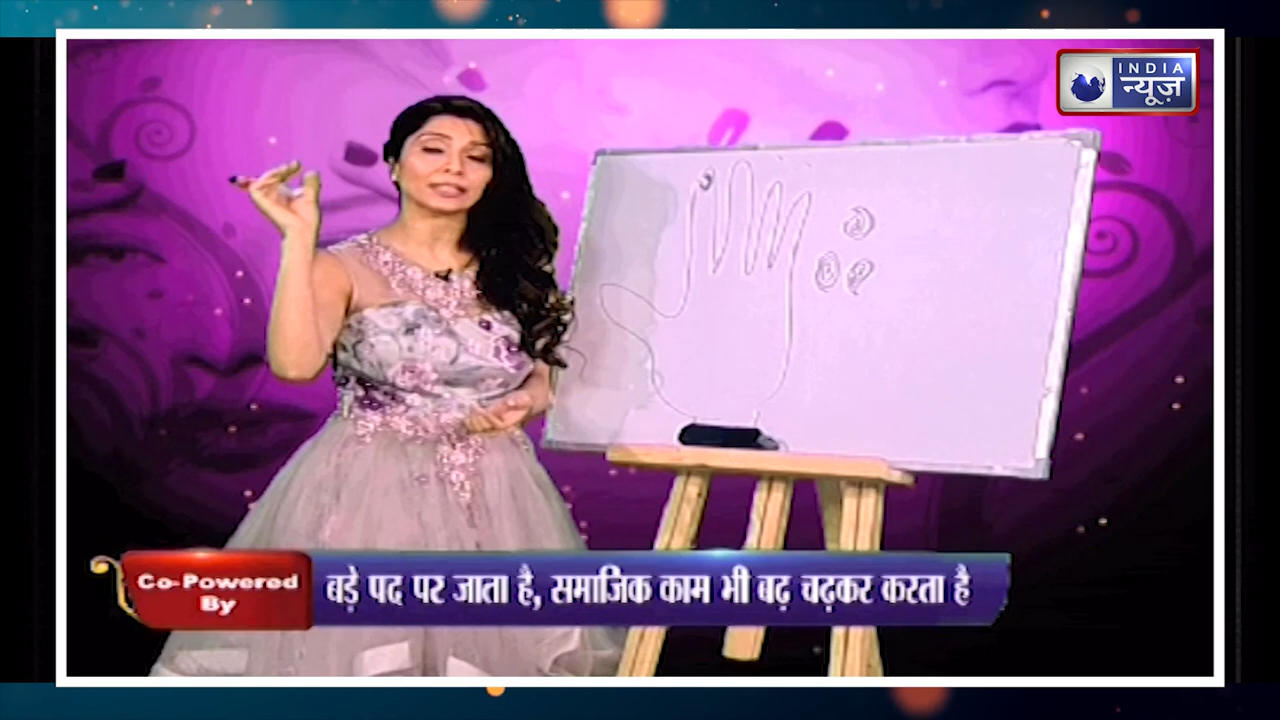 INDIA
न्यूज़
Co-Powered
By
बड़े पद पर जाता है, समाजिक काम भी बढ़ चढ़कर करता है